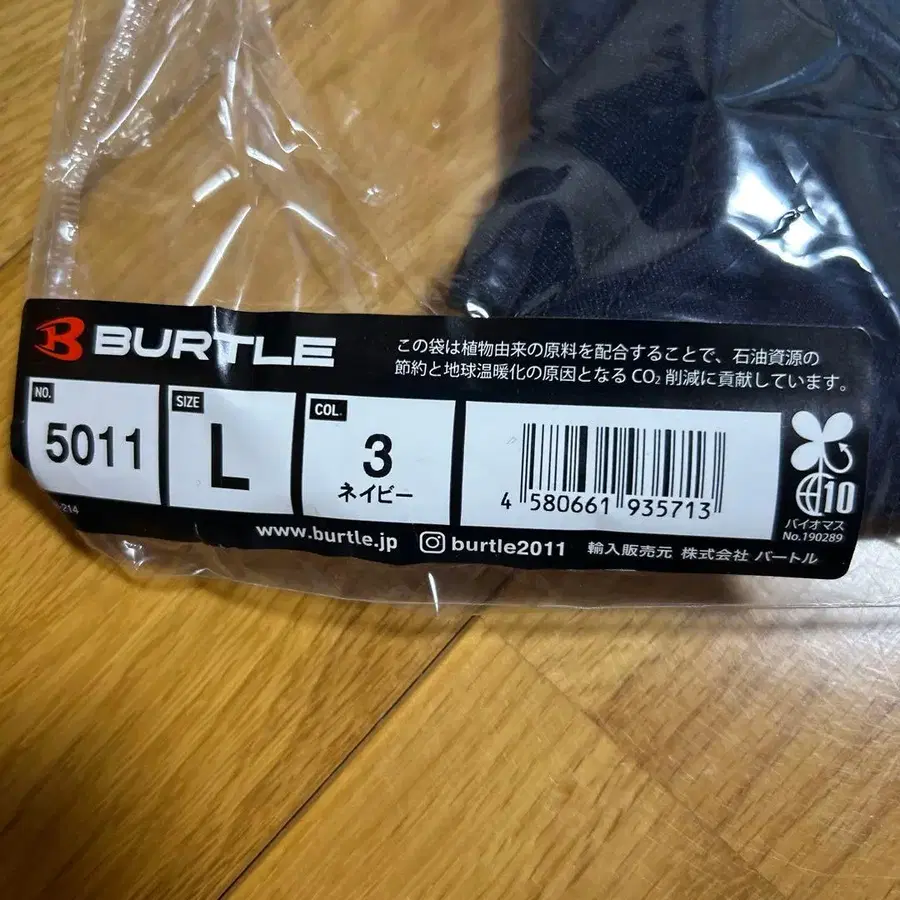 BURTLE
この袋は植物由来の原料を配合することで、石油資源の
節約と地球温暖化の原因となる CO₂ 削減に貢献しています。
NO.
5011
SIZE
L
COL.
3
ネイビー
4 580661 935713
10
バイオマス
No.190289
-214
www.burtle.jp
burtle2011
輸入販売元 株式会社 バートル